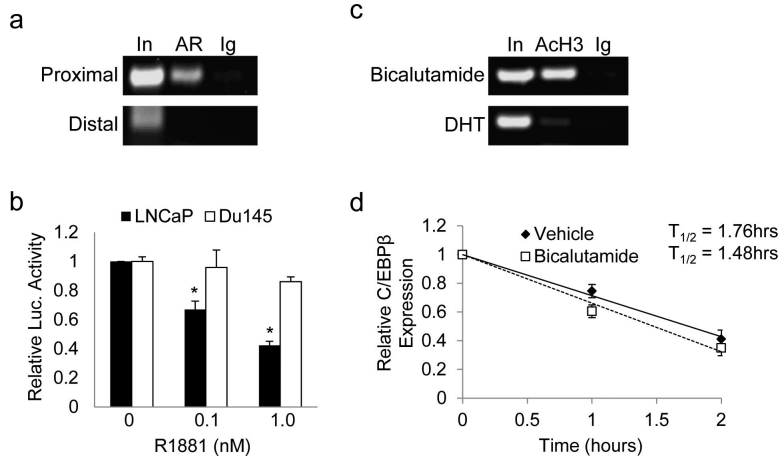 a
In AR Ig
Proximal
Distal
c
In AcH3 Ig
Bicalutamide
DHT
b
LNCaP Du145
Relative Luc. Activity
1.2
1
0.8
0.6
0.4
0.2
0
*
*
0 0.1 1.0
R1881 (nM)
d
Vehicle
Bicalutamide
T1/2 = 1.76hrs
T1/2 = 1.48hrs
Relative C/EBPβ
Expression
1.2
1
0.8
0.6
0.4
0.2
0
0 0.5 1 1.5 2
Time (hours)